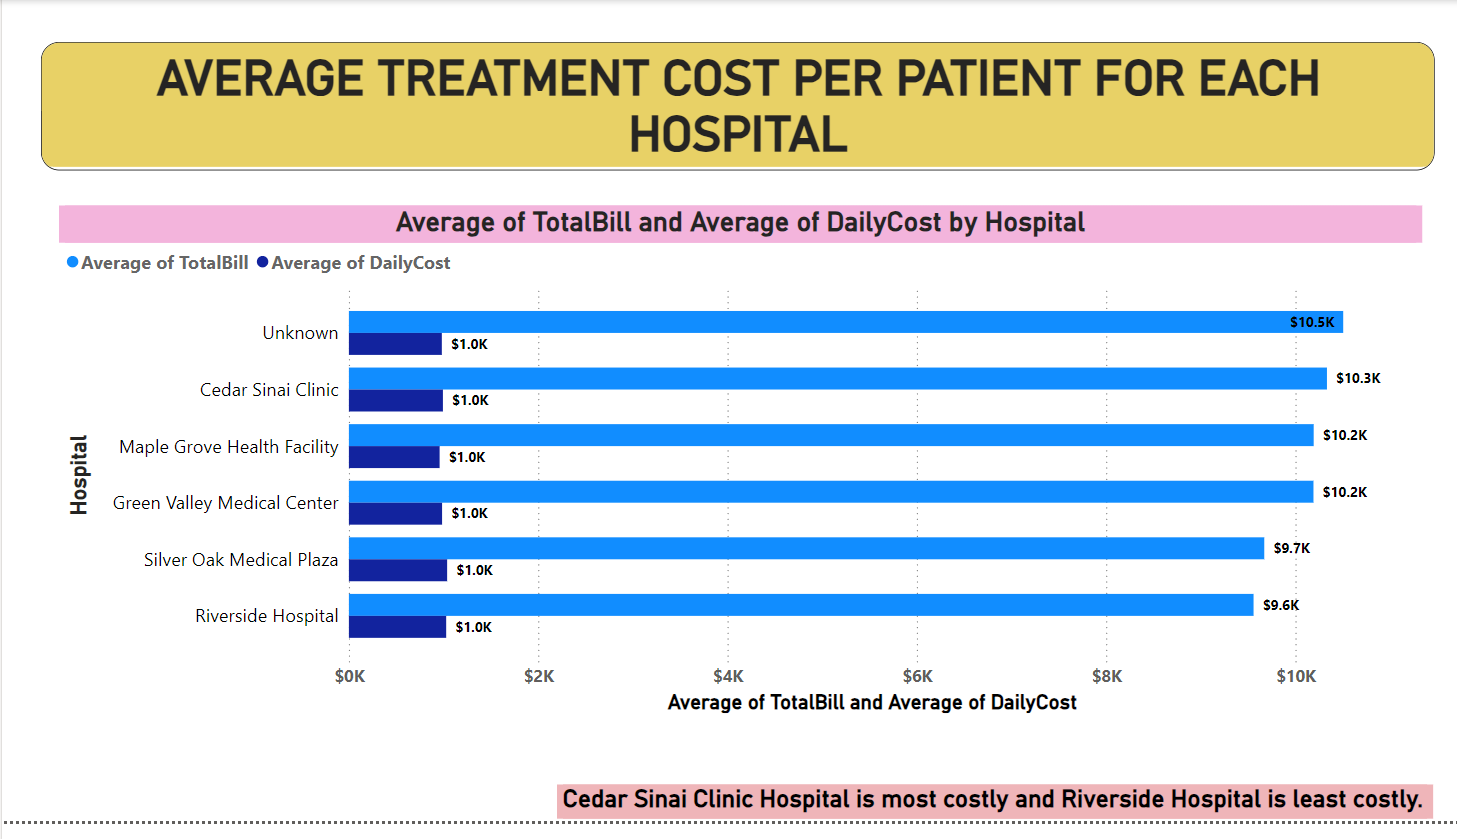 AVERAGE TREATMENT COST PER PATIENT FOR EACH
HOSPITAL
Average of TotalBill and Average of DailyCost by Hospital
Average of TotalBill Average of DailyCost
Hospital
Unknown $10.5K
$1.0K
Cedar Sinai Clinic $10.3K
$1.0K
Maple Grove Health Facility $10.2K
$1.0K
Green Valley Medical Center $10.2K
$1.0K
Silver Oak Medical Plaza $9.7K
$1.0K
Riverside Hospital $9.6K
$1.0K
$0K $2K $4K $6K $8K $10K
Average of TotalBill and Average of DailyCost
Cedar Sinai Clinic Hospital is most costly and Riverside Hospital is least costly.